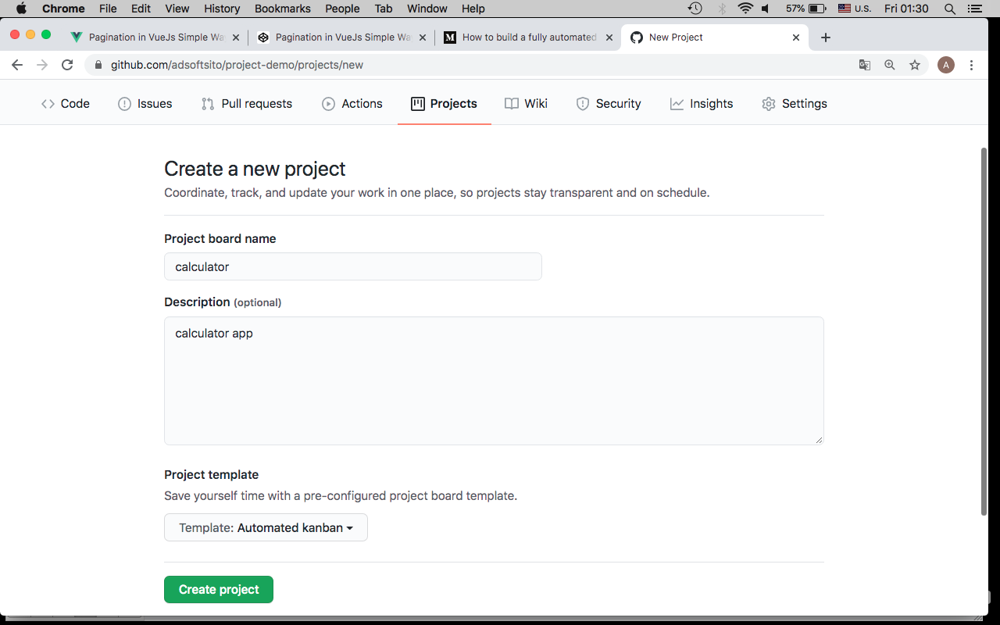 Chrome File Edit View History Bookmarks People Tab Window Help 57% U.S. Fri 01:30
Pagination in VueJs Simple Wa Pagination in VueJs Simple Wa How to build a fully automated New Project
github.com/adsoftsito/project-demo/projects/new A
Code Issues Pull requests Actions Projects Wiki Security Insights Settings
Create a new project
Coordinate, track, and update your work in one place, so projects stay transparent and on schedule.
Project board name
calculator
Description (optional)
calculator app
Project template
Save yourself time with a pre-configured project board template.
Template: Automated kanban
Create project